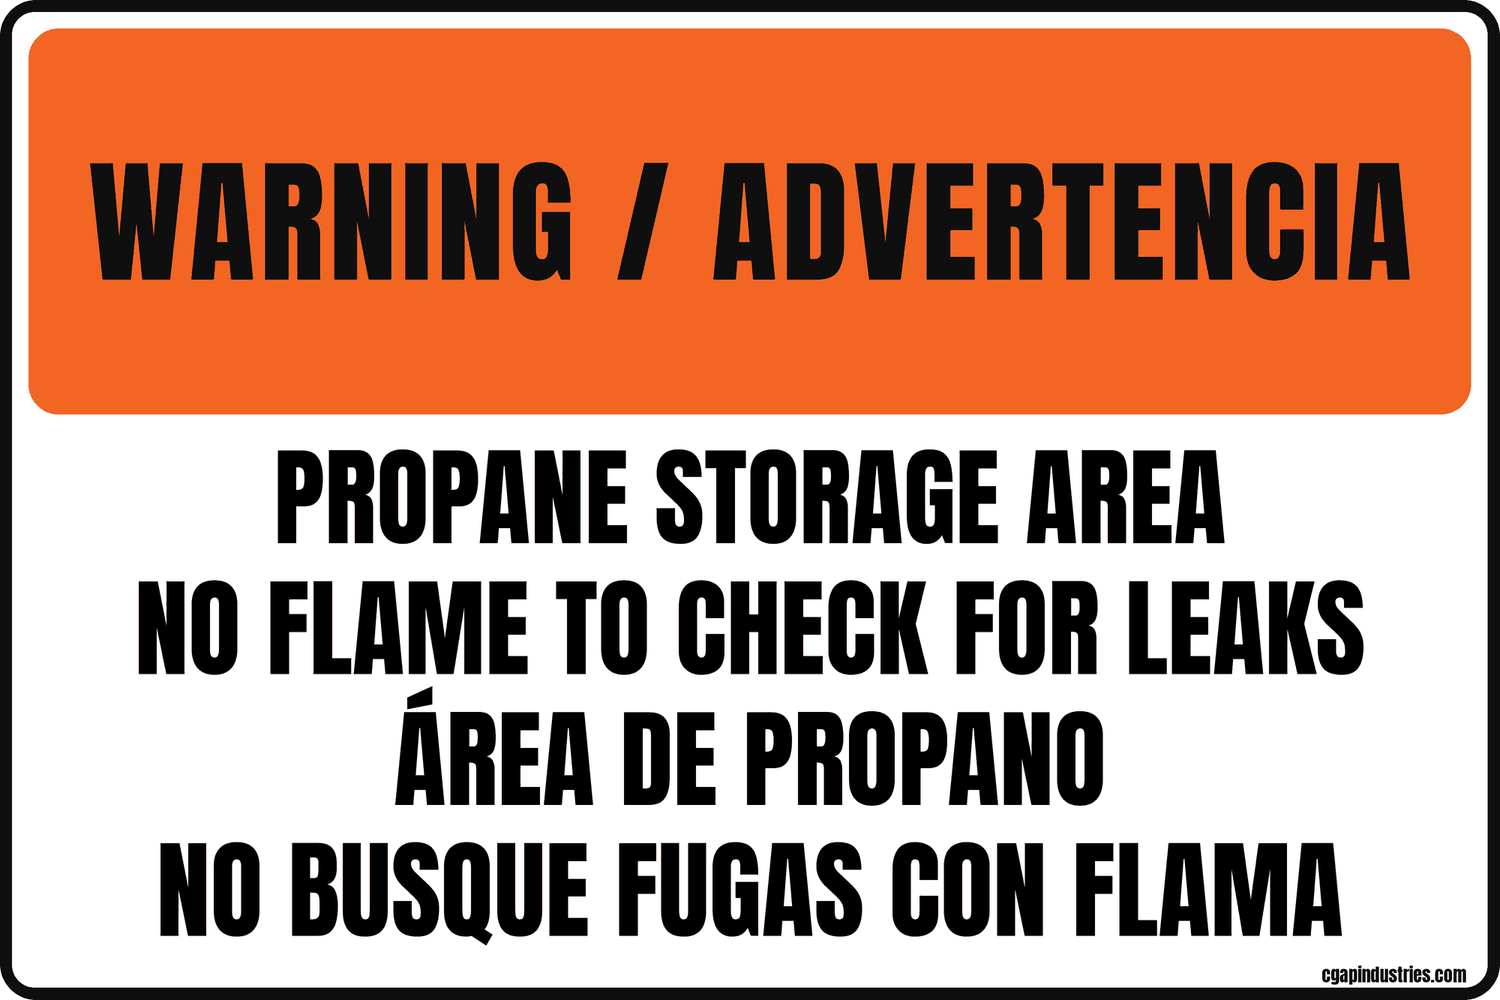 WARNING / ADVERTENCIA
PROPANE STORAGE AREA
NO FLAME TO CHECK FOR LEAKS
ÁREA DE PROPANO
NO BUSQUE FUGAS CON FLAMA
cgapindustries.com